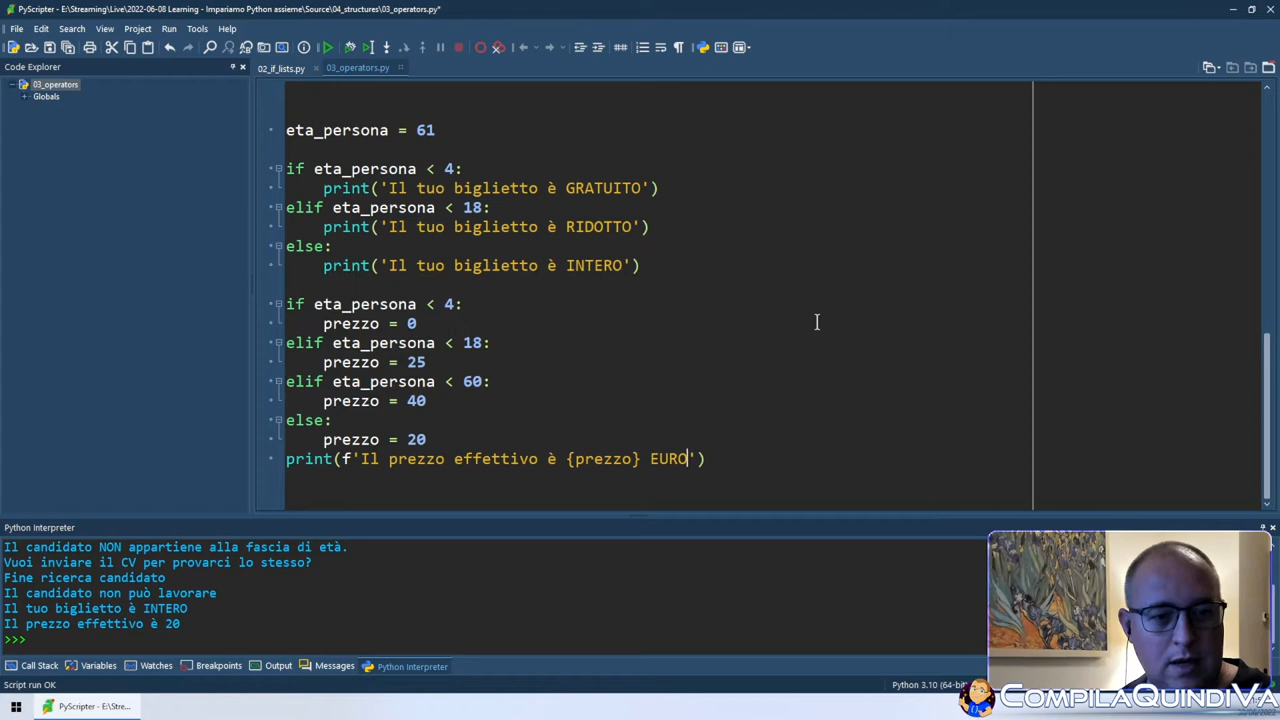 PyScripter - E:\Streaming\Live\2022-06-08 Learning - Impariamo Python assieme\Source\04_structures\03_operators.py*
File Edit Search View Project Run Tools Help
Code Explorer
02_if_lists.py 03_operators.py
03_operators
Globals
eta_persona = 61
if eta_persona < 4:
print('Il tuo biglietto è GRATUITO')
elif eta_persona < 18:
print('Il tuo biglietto è RIDOTTO')
else:
print('Il tuo biglietto è INTERO')
if eta_persona < 4:
prezzo = 0
elif eta_persona < 18:
prezzo = 25
elif eta_persona < 60:
prezzo = 40
else:
prezzo = 20
print(f'Il prezzo effettivo è {prezzo} EURO')
Python Interpreter
Il candidato NON appartiene alla fascia di età.
Vuoi inviare il CV per provarci lo stesso?
Fine ricerca candidato
Il candidato non può lavorare
Il tuo biglietto è INTERO
Il prezzo effettivo è 20
>>>
Call Stack Variables Watches Breakpoints Output Messages Python Interpreter
Script run OK Python 3.10 (64-bit)
PyScripter - E:\Stre...
COMPILAQUINDIVA